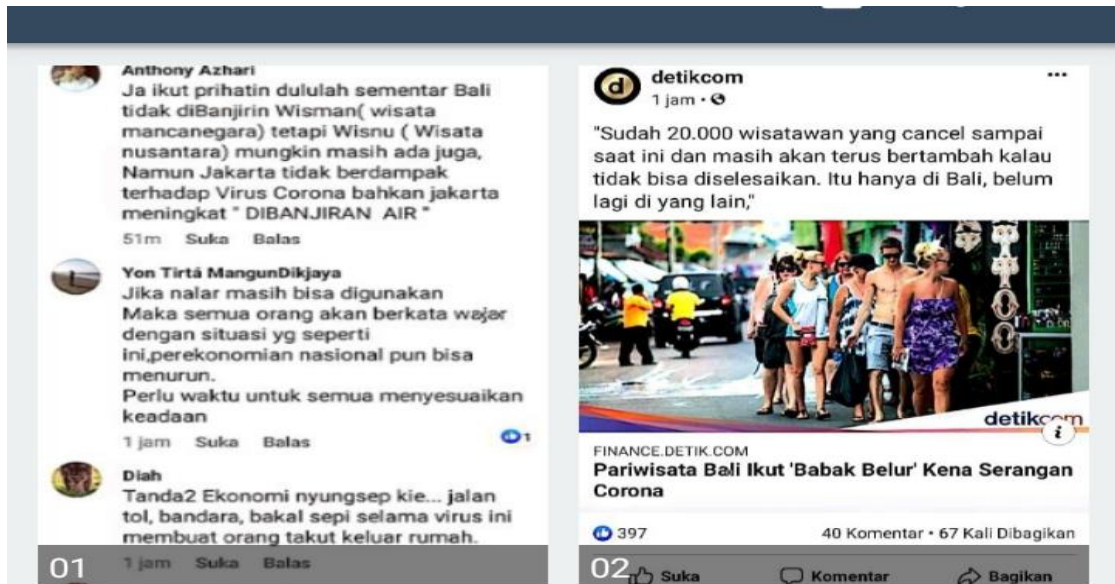 Anthony Azhari
Ja ikut prihatin dululah sementar Bali
tidak diBanjirin Wisman( wisata
mancanegara) tetapi Wisnu ( Wisata
nusantara) mungkin masih ada juga,
Namun Jakarta tidak berdampak
terhadap Virus Corona bahkan jakarta
meningkat " DIBANJIRAN AIR "
51m Suka Balas
Yon Tirtá MangunDikjaya
Jika nalar masih bisa digunakan
Maka semua orang akan berkata wajar
dengan situasi yg seperti
ini,perekonomian nasional pun bisa
menurun.
Perlu waktu untuk semua menyesuaikan
keadaan
1 jam Suka Balas
1
Diah
Tanda2 Ekonomi nyungsep kie... jalan
tol, bandara, bakal sepi selama virus ini
membuat orang takut keluar rumah.
1 jam Suka Balas
01
d
detikcom
1 jam
"Sudah 20.000 wisatawan yang cancel sampai
saat ini dan masih akan terus bertambah kalau
tidak bisa diselesaikan. Itu hanya di Bali, belum
lagi di yang lain,"
detikcom
i
FINANCE.DETIK.COM
Pariwisata Bali Ikut 'Babak Belur' Kena Serangan
Corona
397
40 Komentar • 67 Kali Dibagikan
02
Suka Komentar Bagikan